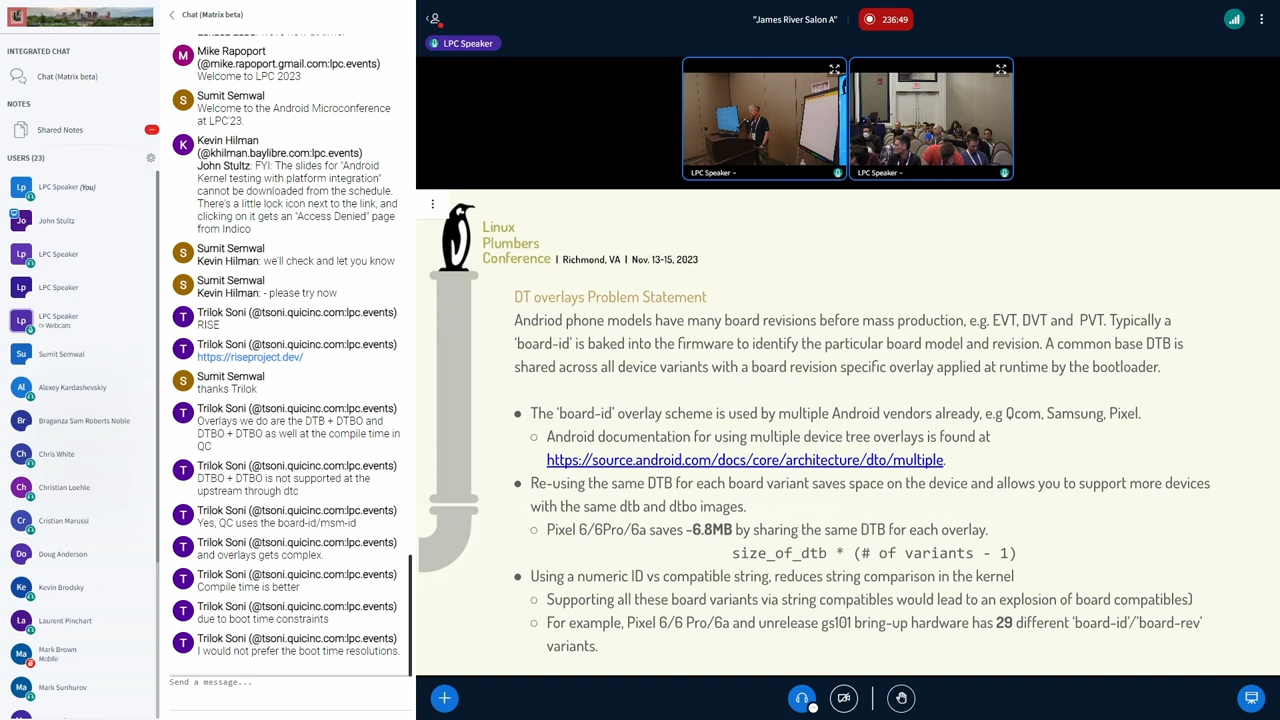 INTEGRATED CHAT
Chat (Matrix beta)
NOTES
Shared Notes
USERS (23)
Lp LPC Speaker (You)
Jo John Stultz
Lp LPC Speaker
Lp LPC Speaker
Lp LPC Speaker
Webcam
Su Sumit Semwal
Al Alexey Kardashevskiy
Br Braganza Sam Roberts Noble
Ch Chris White
Ch Christian Loehle
Cr Cristian Marussi
Do Doug Anderson
Ke Kevin Brodsky
La Laurent Pinchart
Ma Mark Brown
Mobile
Ma Mark Sunhurov
Chat (Matrix beta)
M Mike Rapoport
(@mike.rapoport.gmail.com:lpc.events)
Welcome to LPC 2023
S Sumit Semwal
Welcome to the Android Microconference
at LPC'23.
K Kevin Hilman
(@khilman.baylibre.com:lpc.events)
John Stultz: FYI: The slides for "Android
Kernel testing with platform integration"
cannot be downloaded from the schedule.
There's a little lock icon next to the link, and
clicking on it gets an "Access Denied" page
from Indico
S Sumit Semwal
Kevin Hilman: we'll check and let you know
S Sumit Semwal
Kevin Hilman: - please try now
T Trilok Soni (@tsoni.quicinc.com:lpc.events)
RISE
T Trilok Soni (@tsoni.quicinc.com:lpc.events)
https://riseproject.dev/
S Sumit Semwal
thanks Trilok
T Trilok Soni (@tsoni.quicinc.com:lpc.events)
Overlays we do are the DTB + DTBO and
DTBO + DTBO as well at the compile time in
QC
T Trilok Soni (@tsoni.quicinc.com:lpc.events)
DTBO + DTBO is not supported at the
upstream through dtc
T Trilok Soni (@tsoni.quicinc.com:lpc.events)
Yes, QC uses the board-id/msm-id
T Trilok Soni (@tsoni.quicinc.com:lpc.events)
and overlays gets complex.
T Trilok Soni (@tsoni.quicinc.com:lpc.events)
Compile time is better
T Trilok Soni (@tsoni.quicinc.com:lpc.events)
due to boot time constraints
T Trilok Soni (@tsoni.quicinc.com:lpc.events)
I would not prefer the boot time resolutions.
Send a message...
"James River Salon A"
236:49
LPC Speaker
LPC Speaker
LPC Speaker
Linux
Plumbers
Conference | Richmond, VA | Nov. 13-15, 2023
DT overlays Problem Statement
Andriod phone models have many board revisions before mass production, e.g. EVT, DVT and PVT. Typically a
'board-id' is baked into the firmware to identify the particular board model and revision. A common base DTB is
shared across all device variants with a board revision specific overlay applied at runtime by the bootloader.
● The 'board-id' overlay scheme is used by multiple Android vendors already, e.g Qcom, Samsung, Pixel.
○ Android documentation for using multiple device tree overlays is found at
https://source.android.com/docs/core/architecture/dto/multiple.
● Re-using the same DTB for each board variant saves space on the device and allows you to support more devices
with the same dtb and dtbo images.
○ Pixel 6/6Pro/6a saves ~6.8MB by sharing the same DTB for each overlay.
size_of_dtb * (# of variants - 1)
● Using a numeric ID vs compatible string, reduces string comparison in the kernel
○ Supporting all these board variants via string compatibles would lead to an explosion of board compatibles)
○ For example, Pixel 6/6 Pro/6a and unrelease gs101 bring-up hardware has 29 different 'board-id'/'board-rev'
variants.